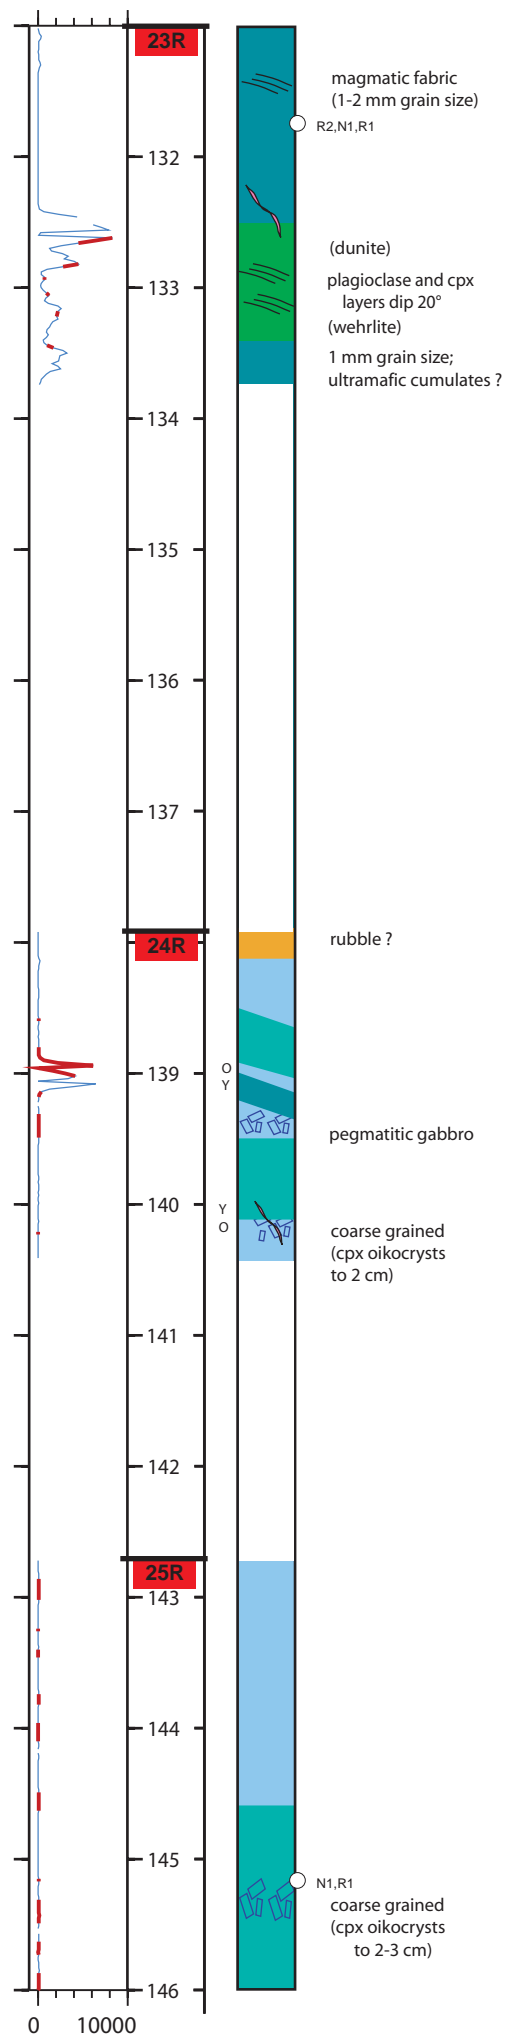 23R
magmatic fabric
(1-2 mm grain size)
R2,N1,R1
132
(dunite)
133
plagioclase and cpx
layers dip 20°
(wehrlite)
1 mm grain size;
ultramafic cumulates ?
134
135
136
137
24R
rubble ?
139
O
Y
pegmatitic gabbro
140
Y
O
coarse grained
(cpx oikocrysts
to 2 cm)
141
142
25R
143
144
145
N1,R1
coarse grained
(cpx oikocrysts
to 2-3 cm)
146
0 10000